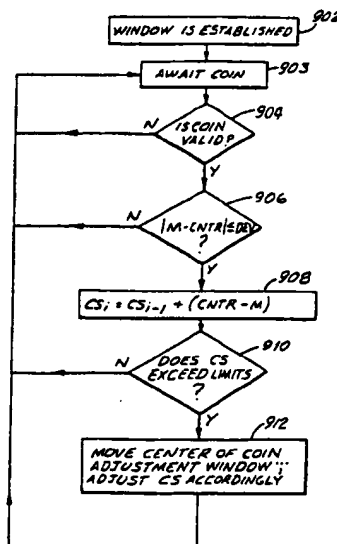 902
WINDOW IS ESTABLISHED
903
AWAIT COIN
904
N
IS COIN
VALID?
Y
906
N
|M-CNTR|≤DEV
?
Y
908
CSi = CSi-1 + (CNTR-M)
910
N
DOES CS
EXCEED LIMITS
?
Y
912
MOVE CENTER OF COIN
ADJUSTMENT WINDOW;
ADJUST CS ACCORDINGLY